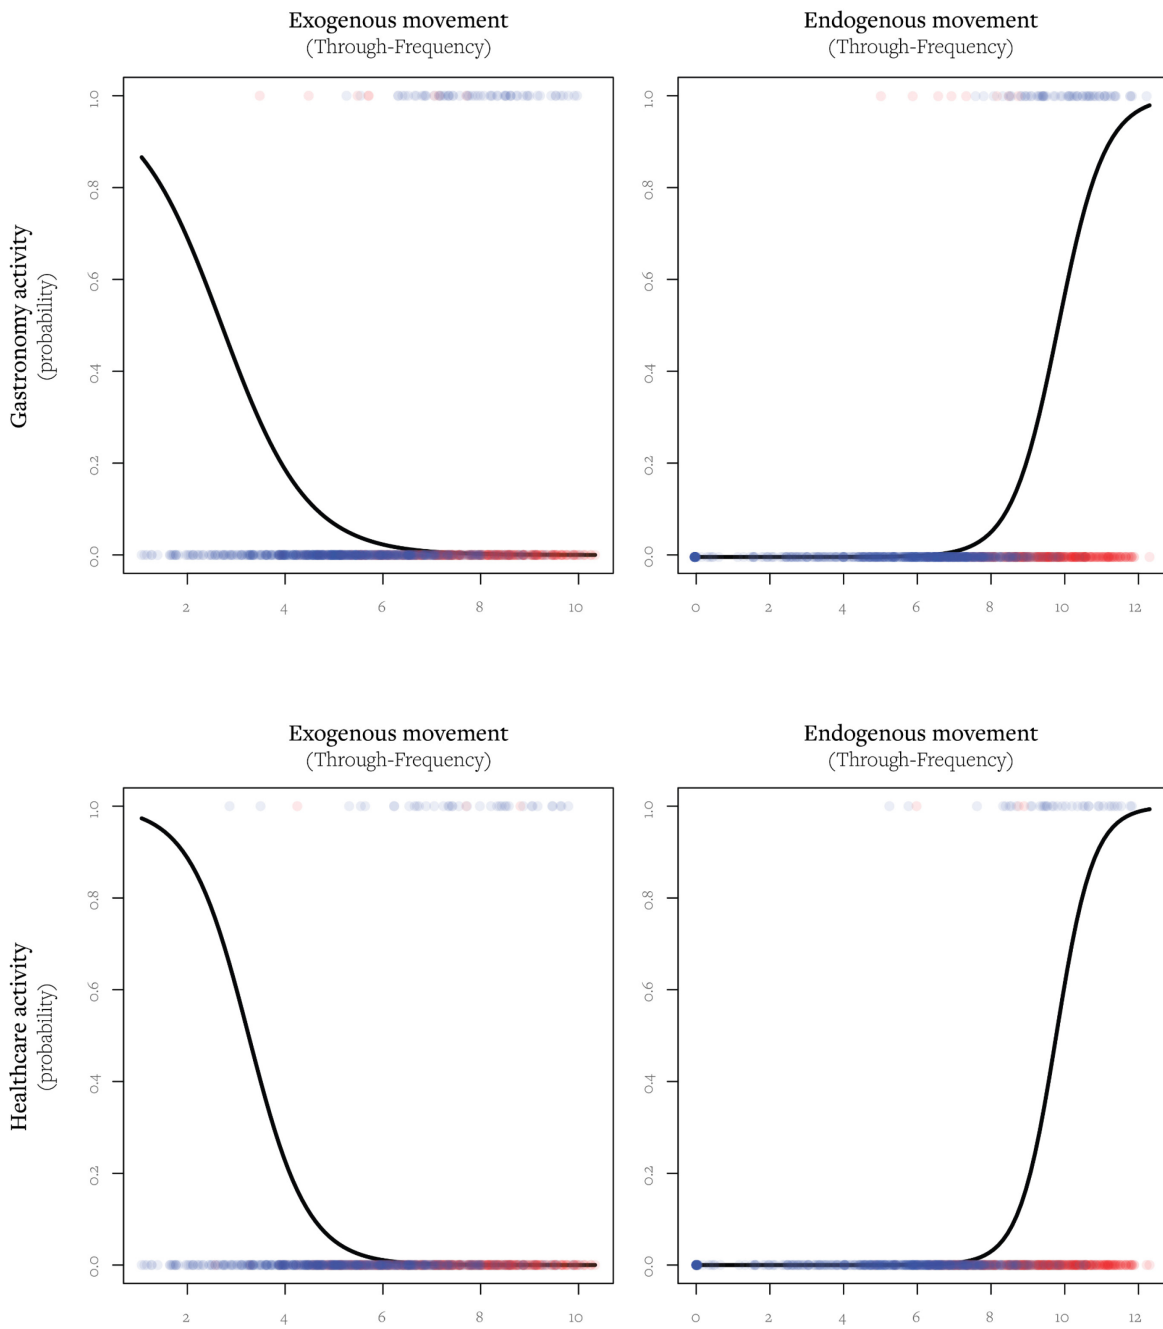 Exogenous movement
(Through-Frequency)
Endogenous movement
(Through-Frequency)
Gastronomy activity
(probability)
1.0
0.8
0.6
0.4
0.2
0.0
2 4 6 8 10
1.0
0.8
0.6
0.4
0.2
0.0
0 2 4 6 8 10 12
Exogenous movement
(Through-Frequency)
Endogenous movement
(Through-Frequency)
Healthcare activity
(probability)
1.0
0.8
0.6
0.4
0.2
0.0
2 4 6 8 10
1.0
0.8
0.6
0.4
0.2
0.0
0 2 4 6 8 10 12